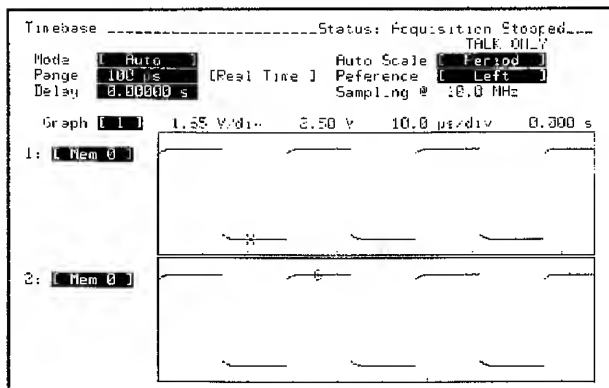 Timebase Status: Acquisition Stopped
TALK ONLY
Mode [ Auto ] Auto Scale [ Period ]
Range 100 µs [Real Time ] Reference [ Left ]
Delay 0.00000 s Sampling @ 10.0 MHz
Graph [ 1 ] 1.65 V/div 2.50 V 10.0 µs/div 0.000 s
1: [ Mem 0 ]
2: [ Mem 0 ]